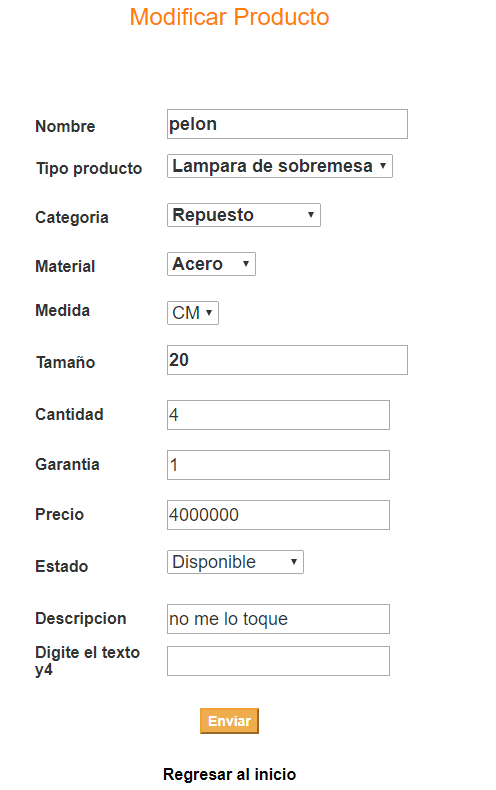 Modificar Producto
Nombre pelon
Tipo producto Lampara de sobremesa
Categoria Repuesto
Material Acero
Medida CM
Tamaño 20
Cantidad 4
Garantia 1
Precio 4000000
Estado Disponible
Descripcion no me lo toque
Digite el texto
y4
Enviar
Regresar al inicio